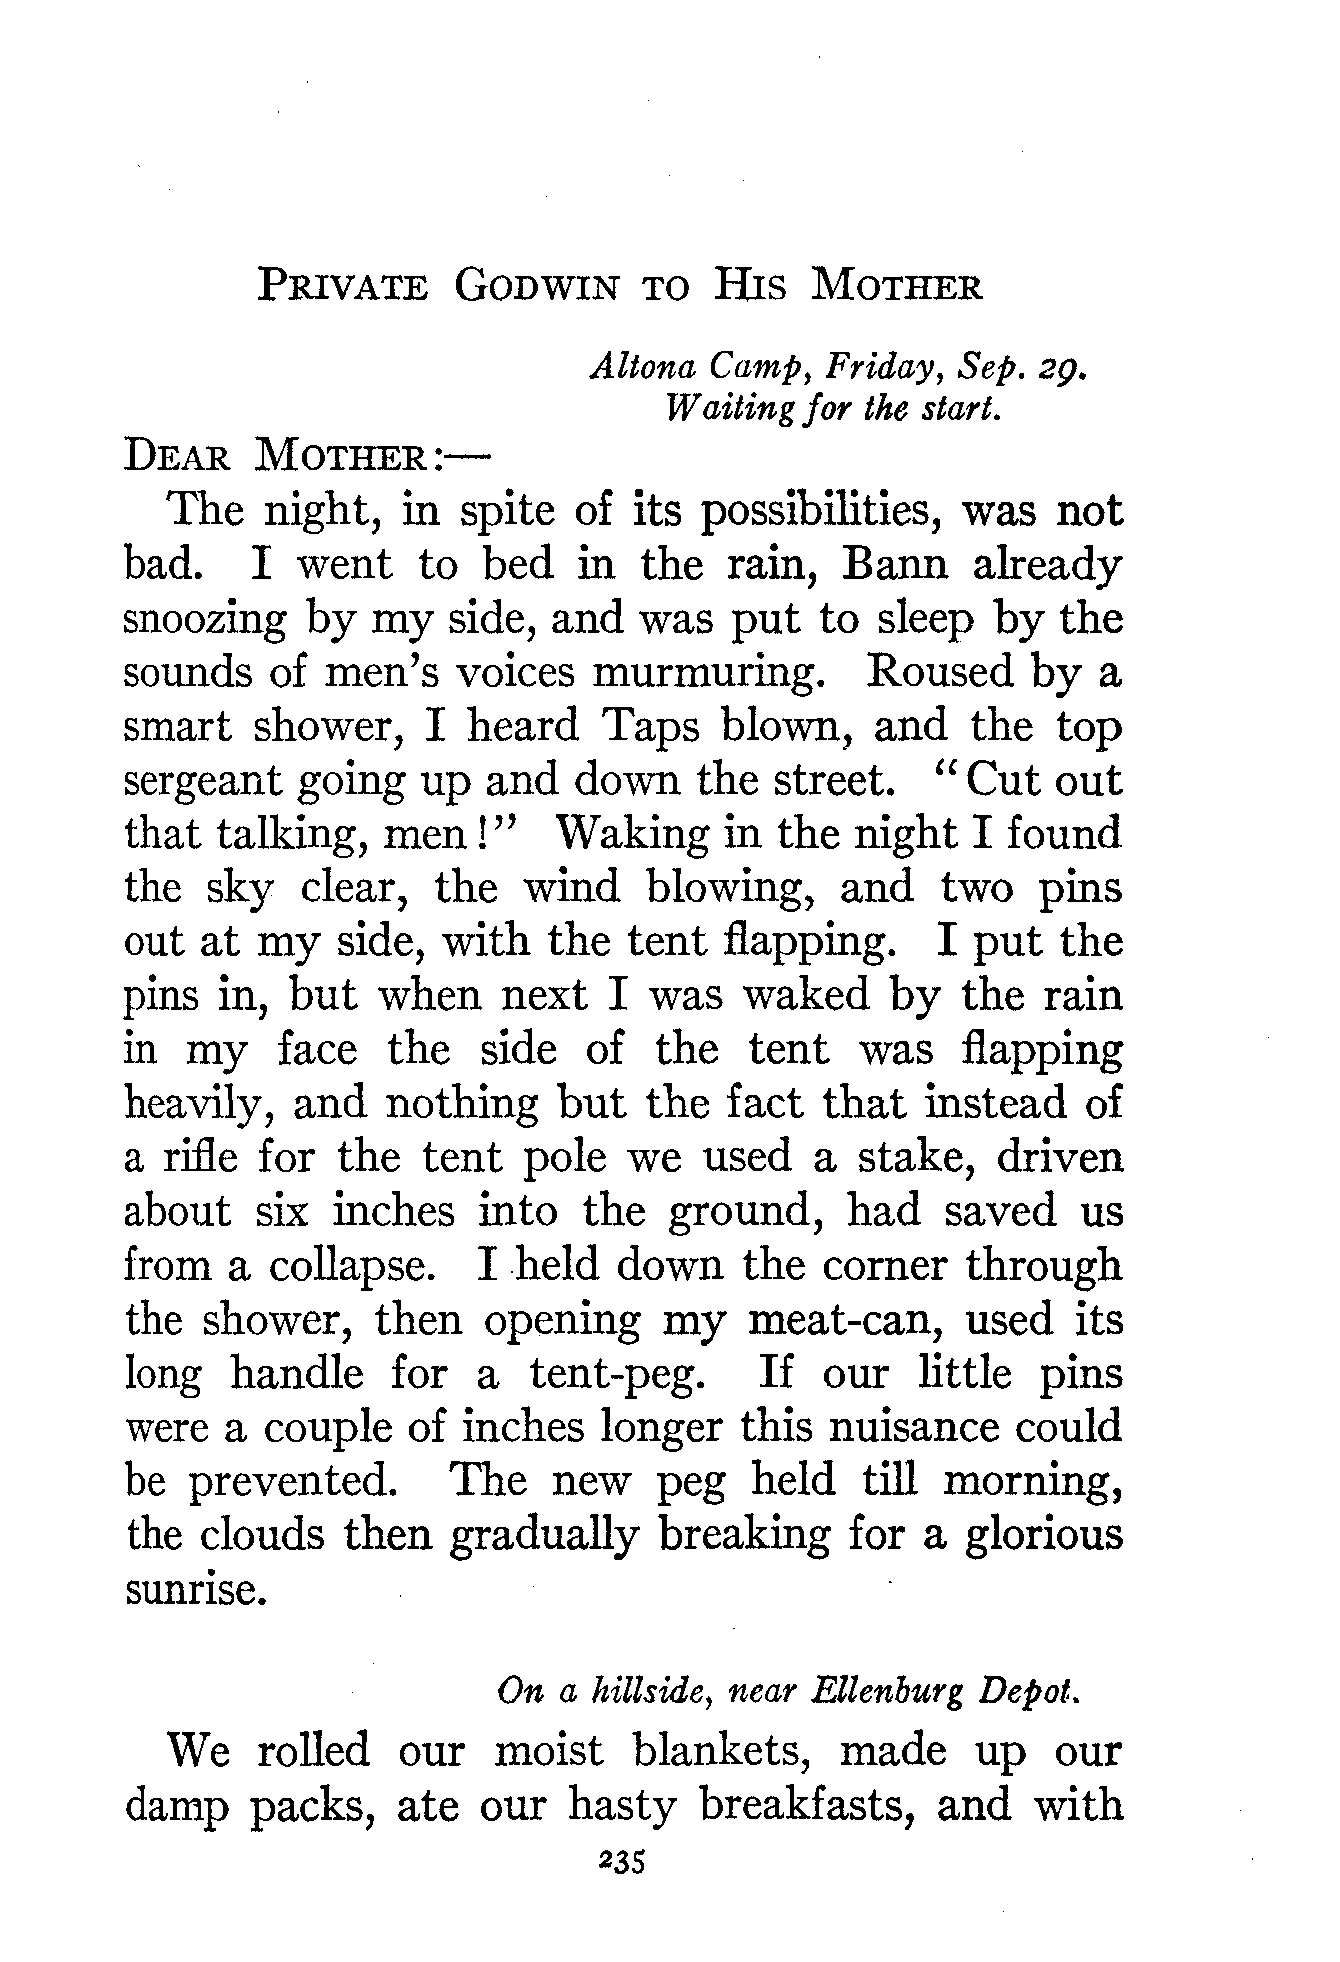 PRIVATE GODWIN TO HIS MOTHER
Altona Camp, Friday, Sep. 29.
Waiting for the start.
DEAR MOTHER:—
The night, in spite of its possibilities, was not
bad. I went to bed in the rain, Bann already
snoozing by my side, and was put to sleep by the
sounds of men's voices murmuring. Roused by a
smart shower, I heard Taps blown, and the top
sergeant going up and down the street. "Cut out
that talking, men!" Waking in the night I found
the sky clear, the wind blowing, and two pins
out at my side, with the tent flapping. I put the
pins in, but when next I was waked by the rain
in my face the side of the tent was flapping
heavily, and nothing but the fact that instead of
a rifle for the tent pole we used a stake, driven
about six inches into the ground, had saved us
from a collapse. I held down the corner through
the shower, then opening my meat-can, used its
long handle for a tent-peg. If our little pins
were a couple of inches longer this nuisance could
be prevented. The new peg held till morning,
the clouds then gradually breaking for a glorious
sunrise.
On a hillside, near Ellenburg Depot.
We rolled our moist blankets, made up our
damp packs, ate our hasty breakfasts, and with
235